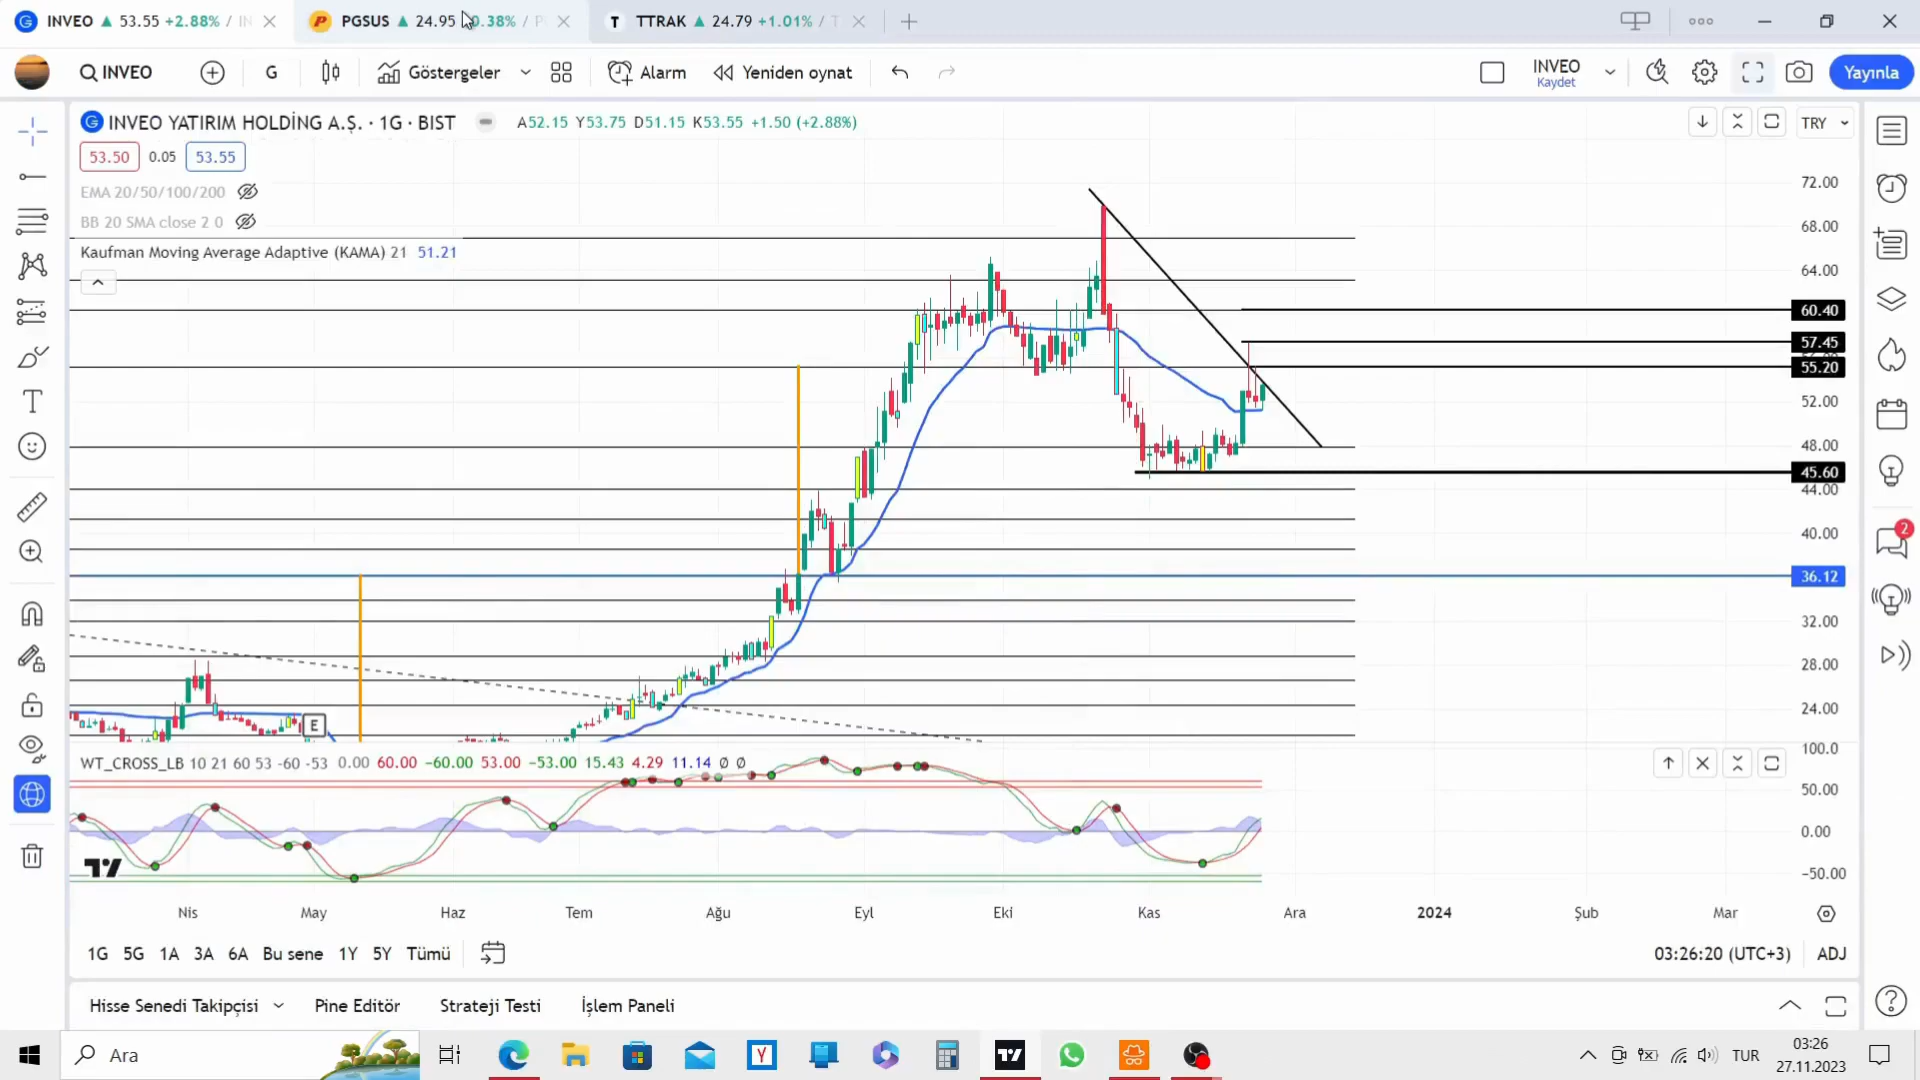 INVEO ▲ 53.55 +2.88% /
PGSUS ▲ 24.95 0.38% / P
TTRAK ▲ 24.79 +1.01% / T
INVEO
G
Göstergeler
Alarm
Yeniden oynat
INVEO
Kaydet
Yayınla
INVEO YATIRIM HOLDİNG A.Ş. · 1G · BIST
A52.15 Y53.75 D51.15 K53.55 +1.50 (+2.88%)
TRY
53.50 0.05 53.55
EMA 20/50/100/200
BB 20 SMA close 2 0
Kaufman Moving Average Adaptive (KAMA) 21 51.21
72.00
68.00
64.00
60.40
57.45
55.20
52.00
48.00
45.60
44.00
40.00
36.12
32.00
28.00
24.00
E
2
WT_CROSS_LB 10 21 60 53 -60 -53 0.00 60.00 −60.00 53.00 −53.00 15.43 4.29 11.14 Ø Ø
100.0
50.00
0.00
−50.00
Nis May Haz Tem Ağu Eyl Eki Kas Ara 2024 Şub Mar
1G 5G 1A 3A 6A Bu sene 1Y 5Y Tümü
03:26:20 (UTC+3) ADJ
Hisse Senedi Takipçisi Pine Editör Strateji Testi İşlem Paneli
Ara
TUR
03:26
27.11.2023